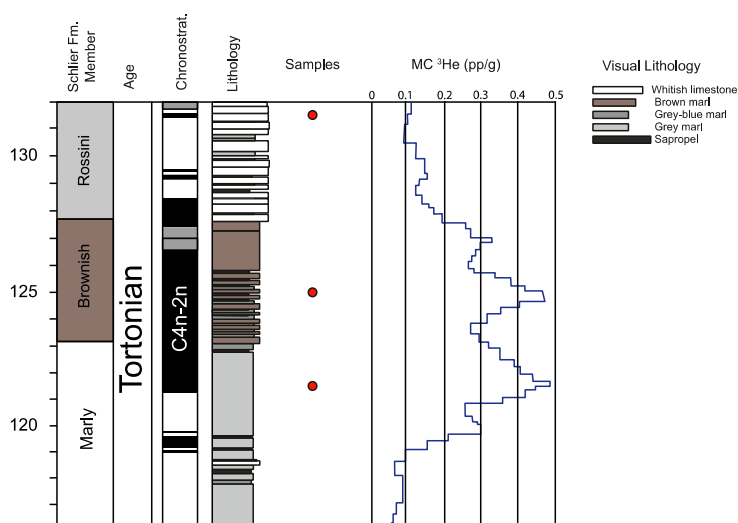 Schlier Fm.
Member
Age
Chronostrat.
Lithology
Samples
MC ³He (pp/g)
0 0.1 0.2 0.3 0.4 0.5
Visual Lithology
Whitish limestone
Brown marl
Grey-blue marl
Grey marl
Sapropel
130
125
120
Rossini
Brownish
Marly
Tortonian
C4n-2n